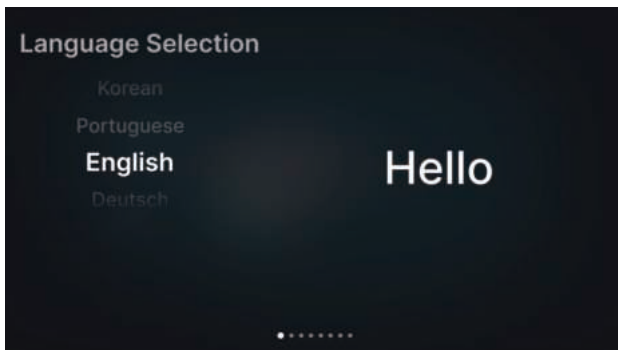 Language Selection
Korean
Portuguese
English
Deutsch
Hello